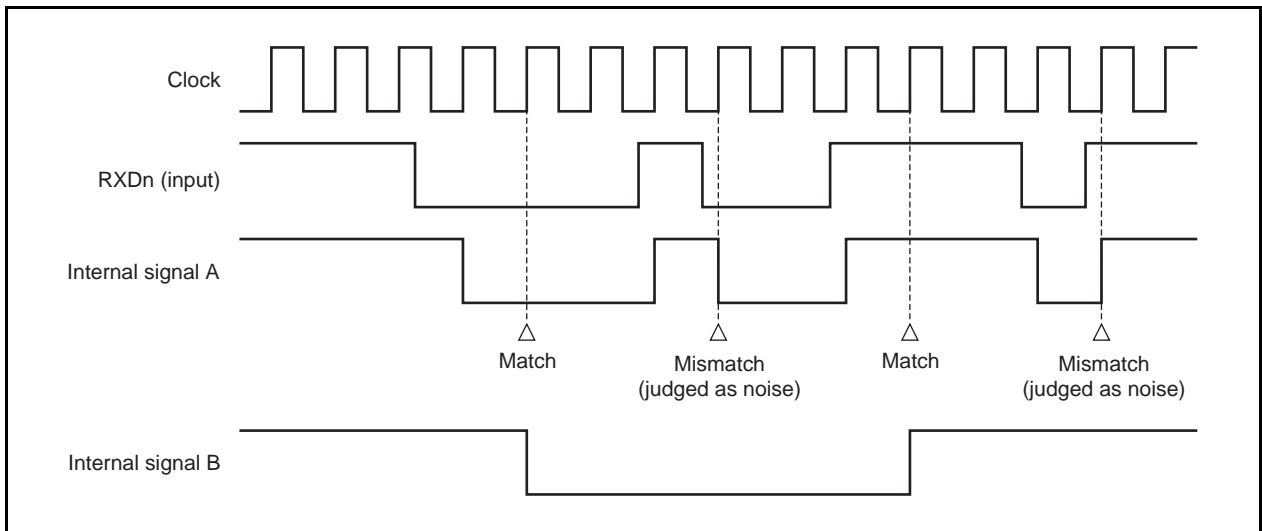 Clock
RXDn (input)
Internal signal A
Match
Mismatch
(judged as noise)
Match
Mismatch
(judged as noise)
Internal signal B